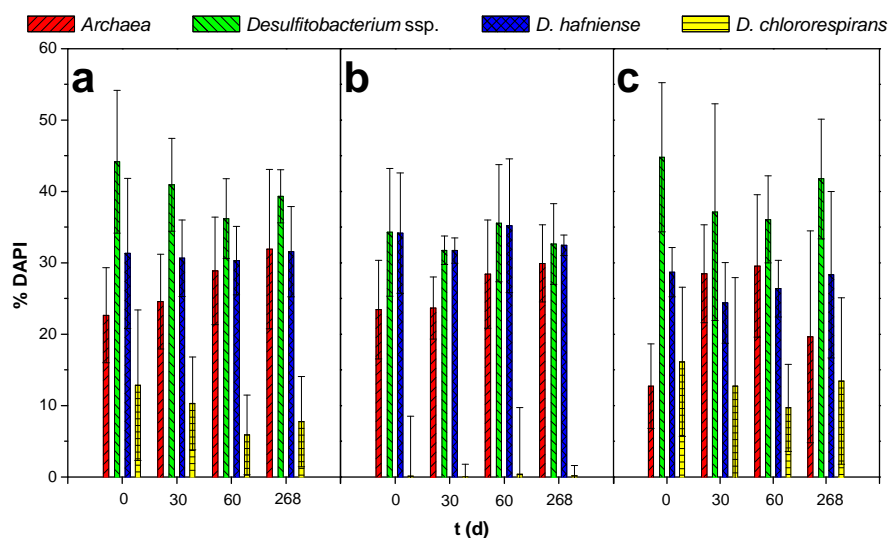 Archaea Desulfitobacterium ssp. D. hafniense D. chlororespirans
60
50
40
30
20
10
0
% DAPI
a b c
0 30 60 268 0 30 60 268 0 30 60 268
t (d)